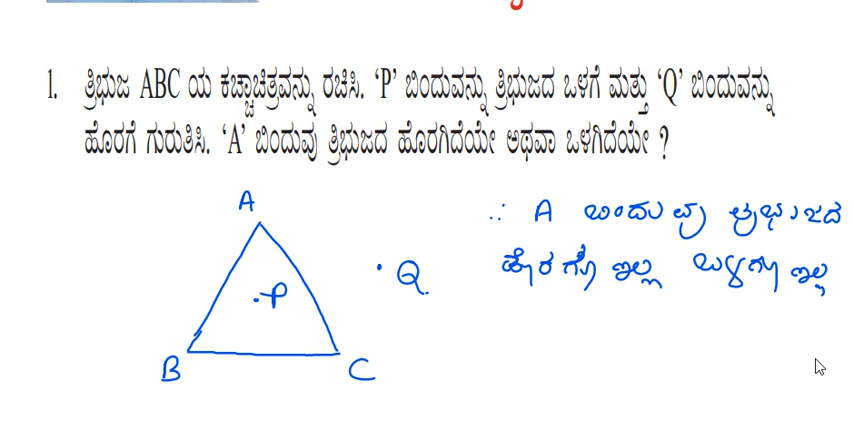 1. ತ್ರಿಭುಜ ABC ಯ ಕಚ್ಚಾಚಿತ್ರವನ್ನು ರಚಿಸಿ. ‘P’ ಬಿಂದುವನ್ನು ತ್ರಿಭುಜದ ಒಳಗೆ ಮತ್ತು ‘Q’ ಬಿಂದುವನ್ನು
ಹೊರಗೆ ಗುರುತಿಸಿ. ‘A’ ಬಿಂದುವು ತ್ರಿಭುಜದ ಹೊರಗಿದೆಯೇ ಅಥವಾ ಒಳಗಿದೆಯೇ ?
A
∴ A ಬಿಂದುವು ತ್ರಿಭುಜದ
ಹೊರಗೂ ಇಲ್ಲ ಒಳಗೂ ಇಲ್ಲ
Q
P
B
C